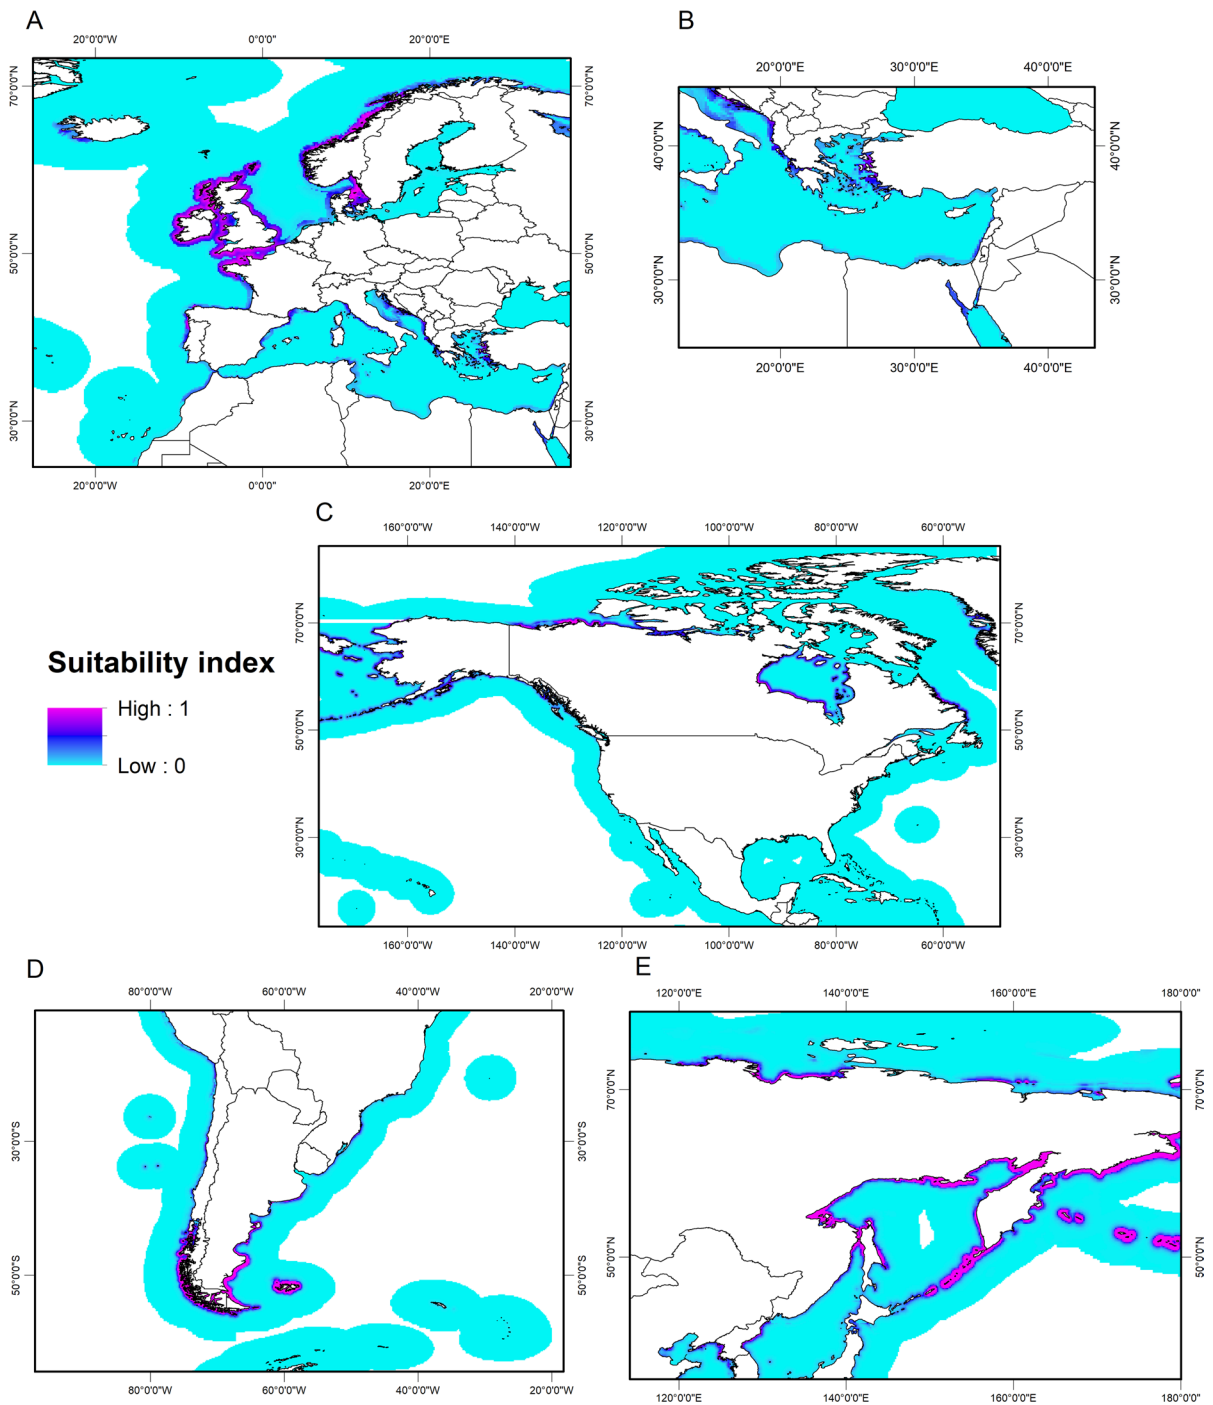 A
20°0'0"W 0°0'0" 20°0'0"E
70°0'0"N 70°0'0"N
50°0'0"N 50°0'0"N
30°0'0"N 30°0'0"N
20°0'0"W 0°0'0" 20°0'0"E
B
20°0'0"E 30°0'0"E 40°0'0"E
40°0'0"N 40°0'0"N
30°0'0"N 30°0'0"N
20°0'0"E 30°0'0"E 40°0'0"E
C
160°0'0"W 140°0'0"W 120°0'0"W 100°0'0"W 80°0'0"W 60°0'0"W
70°0'0"N 70°0'0"N
50°0'0"N 50°0'0"N
30°0'0"N 30°0'0"N
160°0'0"W 140°0'0"W 120°0'0"W 100°0'0"W 80°0'0"W 60°0'0"W
Suitability index
High : 1
Low : 0
D
80°0'0"W 60°0'0"W 40°0'0"W 20°0'0"W
30°0'0"S 30°0'0"S
50°0'0"S 50°0'0"S
80°0'0"W 60°0'0"W 40°0'0"W 20°0'0"W
E
120°0'0"E 140°0'0"E 160°0'0"E 180°0'0"
70°0'0"N 70°0'0"N
50°0'0"N 50°0'0"N
120°0'0"E 140°0'0"E 160°0'0"E 180°0'0"